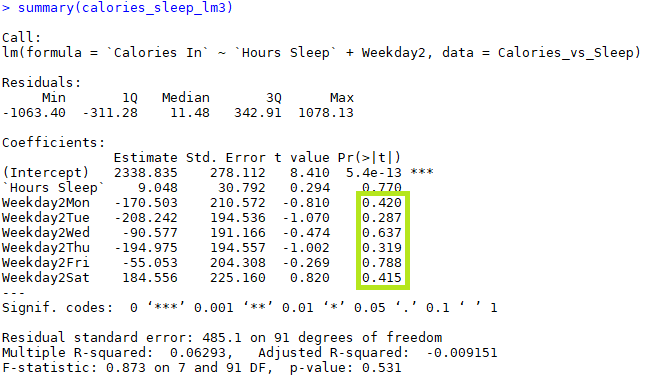 > summary(calories_sleep_lm3)
Call:
lm(formula = `Calories In` ~ `Hours Sleep` + Weekday2, data = Calories_vs_Sleep)
Residuals:
Min 1Q Median 3Q Max
-1063.40 -311.28 11.48 342.91 1078.13
Coefficients:
Estimate Std. Error t value Pr(>|t|)
(Intercept) 2338.835 278.112 8.410 5.4e-13 ***
`Hours Sleep` 9.048 30.792 0.294 0.770
Weekday2Mon -170.503 210.572 -0.810 0.420
Weekday2Tue -208.242 194.536 -1.070 0.287
Weekday2Wed -90.577 191.166 -0.474 0.637
Weekday2Thu -194.975 194.557 -1.002 0.319
Weekday2Fri -55.053 204.308 -0.269 0.788
Weekday2Sat 184.556 225.160 0.820 0.415
---
Signif. codes: 0 ‘***’ 0.001 ‘**’ 0.01 ‘*’ 0.05 ‘.’ 0.1 ‘ ’ 1
Residual standard error: 485.1 on 91 degrees of freedom
Multiple R-squared: 0.06293, Adjusted R-squared: -0.009151
F-statistic: 0.873 on 7 and 91 DF, p-value: 0.531